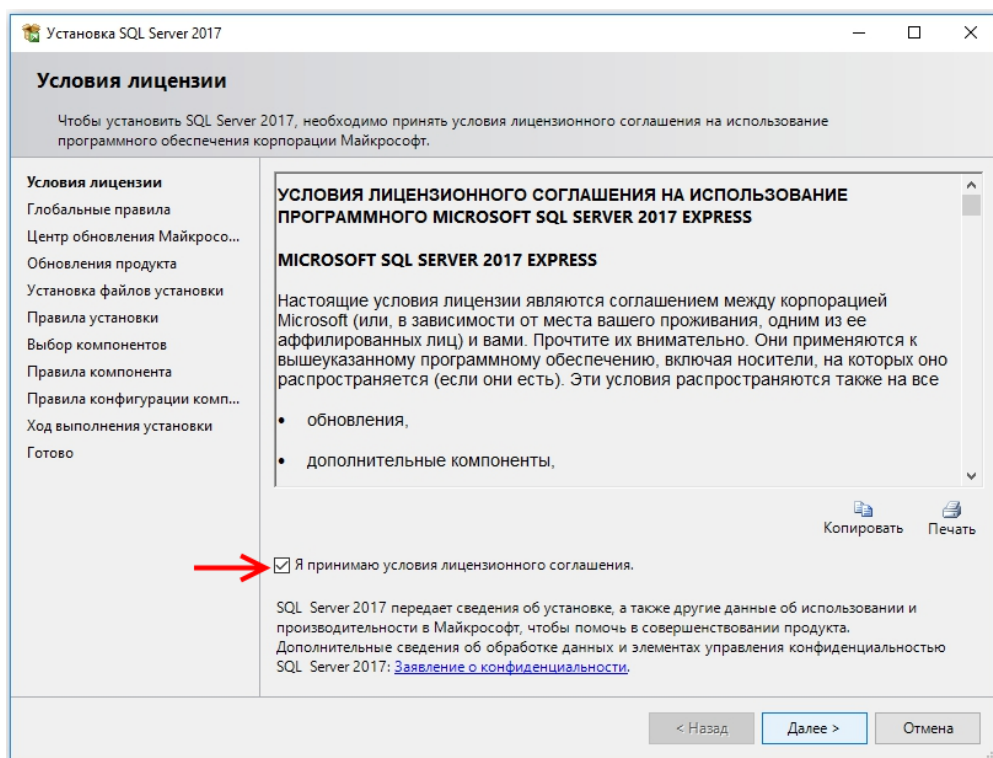 Установка SQL Server 2017
Условия лицензии
Чтобы установить SQL Server 2017, необходимо принять условия лицензионного соглашения на использование
программного обеспечения корпорации Майкрософт.
Условия лицензии
Глобальные правила
Центр обновления Майкросо...
Обновления продукта
Установка файлов установки
Правила установки
Выбор компонентов
Правила компонента
Правила конфигурации комп...
Ход выполнения установки
Готово
УСЛОВИЯ ЛИЦЕНЗИОННОГО СОГЛАШЕНИЯ НА ИСПОЛЬЗОВАНИЕ
ПРОГРАММНОГО MICROSOFT SQL SERVER 2017 EXPRESS
MICROSOFT SQL SERVER 2017 EXPRESS
Настоящие условия лицензии являются соглашением между корпорацией
Microsoft (или, в зависимости от места вашего проживания, одним из ее
аффилированных лиц) и вами. Прочтите их внимательно. Они применяются к
вышеуказанному программному обеспечению, включая носители, на которых оно
распространяется (если они есть). Эти условия распространяются также на все
• обновления,
• дополнительные компоненты,
Копировать Печать
Я принимаю условия лицензионного соглашения.
SQL Server 2017 передает сведения об установке, а также другие данные об использовании и
производительности в Майкрософт, чтобы помочь в совершенствовании продукта.
Дополнительные сведения об обработке данных и элементах управления конфиденциальностью
SQL Server 2017: Заявление о конфиденциальности.
< Назад Далее > Отмена